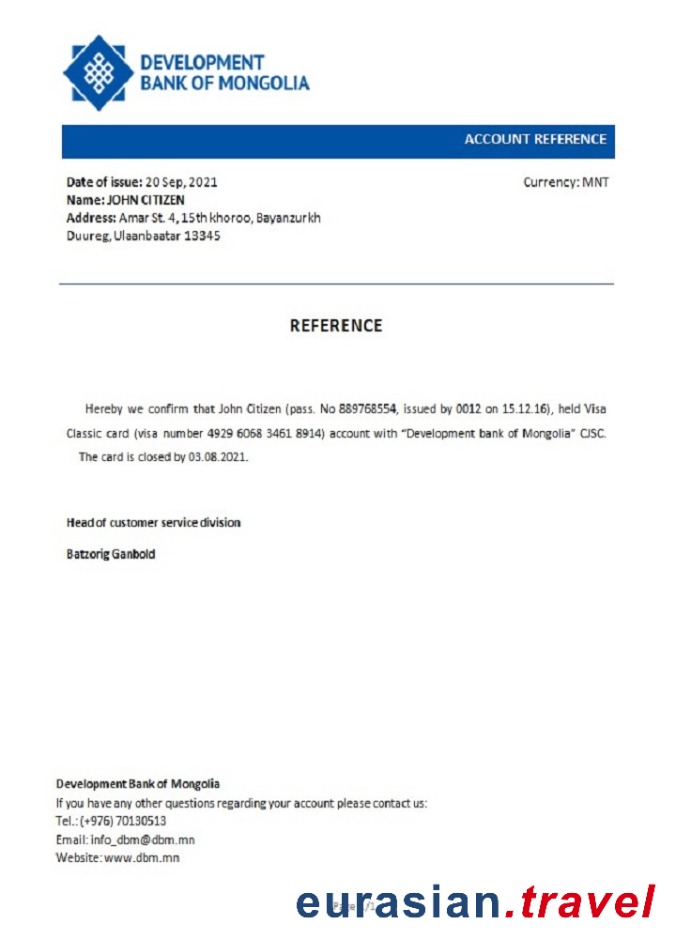 DEVELOPMENT
BANK OF MONGOLIA
ACCOUNT REFERENCE
Date of issue: 20 Sep, 2021
Currency: MNT
Name: JOHN CITIZEN
Address: Amar St. 4, 15th khoroo, Bayanzurkh
Duureg, Ulaanbaatar 13345
REFERENCE
Hereby we confirm that John Citizen (pass. No 889768554, issued by 0012 on 15.12.16), held Visa
Classic card (visa number 4929 6068 3461 8914) account with “Development bank of Mongolia” CJSC.
The card is closed by 03.08.2021.
Head of customer service division
Batzorig Ganbold
Development Bank of Mongolia
If you have any other questions regarding your account please contact us:
Tel.: (+976) 70130513
Email: info_dbm@dbm.mn
Website: www.dbm.mn
eurasian.travel